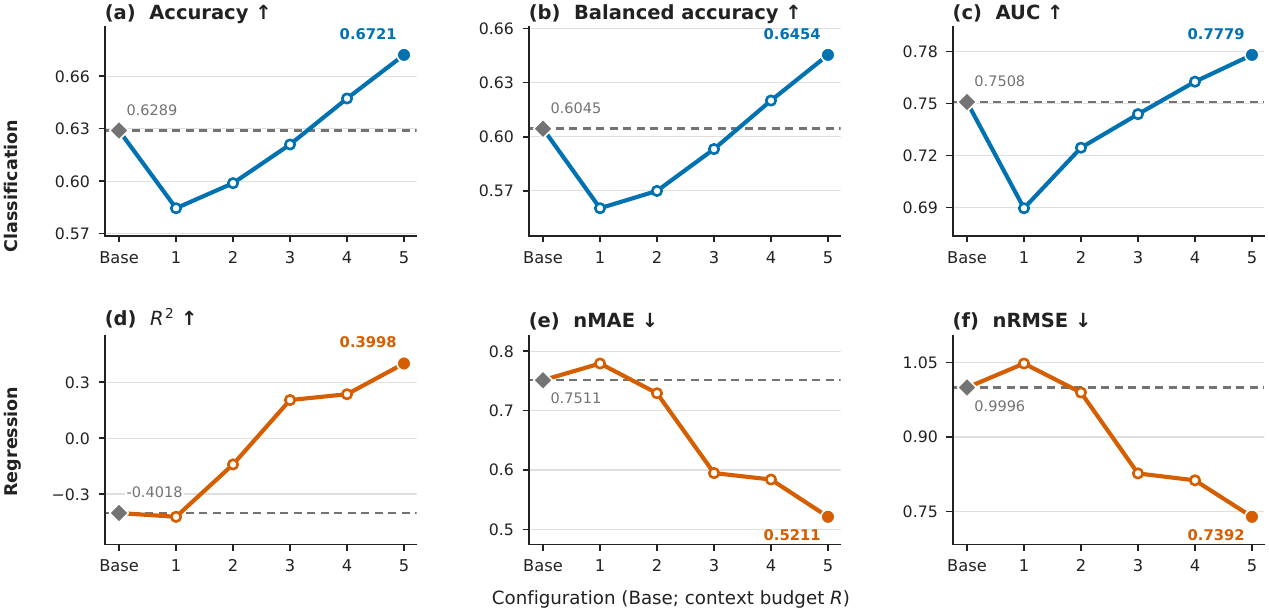 Classification
(a) Accuracy ↑
0.6721
0.6289
0.66
0.63
0.60
0.57
Base 1 2 3 4 5
(b) Balanced accuracy ↑
0.6454
0.6045
0.66
0.63
0.60
0.57
Base 1 2 3 4 5
(c) AUC ↑
0.7779
0.7508
0.78
0.75
0.72
0.69
Base 1 2 3 4 5
Regression
(d) R² ↑
0.3998
-0.4018
0.3
0.0
−0.3
Base 1 2 3 4 5
(e) nMAE ↓
0.7511
0.5211
0.8
0.7
0.6
0.5
Base 1 2 3 4 5
(f) nRMSE ↓
0.9996
0.7392
1.05
0.90
0.75
Base 1 2 3 4 5
Configuration (Base; context budget R)